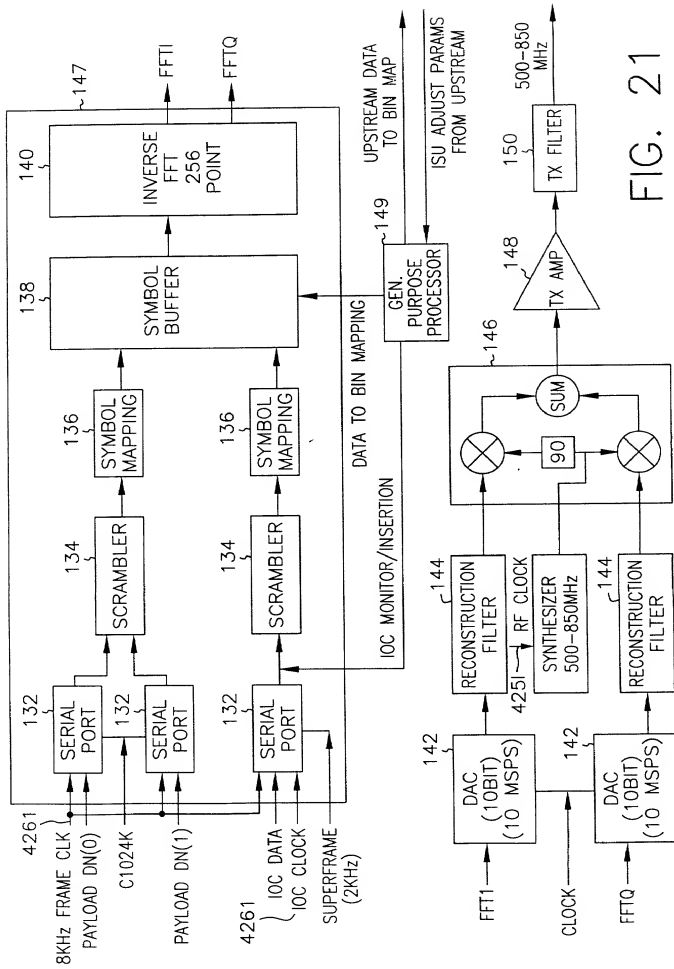 147
140
INVERSE
FFT
256
POINT
FFTI
FFTQ
138
SYMBOL
BUFFER
136
SYMBOL
MAPPING
136
SYMBOL
MAPPING
134
SCRAMBLER
134
SCRAMBLER
132
SERIAL
PORT
132
SERIAL
PORT
132
SERIAL
PORT
4261
8KHz FRAME CLK
PAYLOAD DN(0)
C1024K
PAYLOAD DN(1)
4261
IOC DATA
IOC CLOCK
SUPERFRAME
(2KHz)
DATA TO BIN MAPPING
IOC MONITOR/INSERTION
149
GEN.
PURPOSE
PROCESSOR
UPSTREAM DATA
TO BIN MAP
ISU ADJUST PARAMS
FROM UPSTREAM
FFT1
CLOCK
FFTQ
142
DAC
(10BIT)
(10 MSPS)
142
DAC
(10BIT)
(10 MSPS)
144
RECONSTRUCTION
FILTER
425I
RF CLOCK
SYNTHESIZER
500-850MHz
144
RECONSTRUCTION
FILTER
146
90
SUM
148
TX AMP
150
TX FILTER
500-850
MHz
FIG. 21